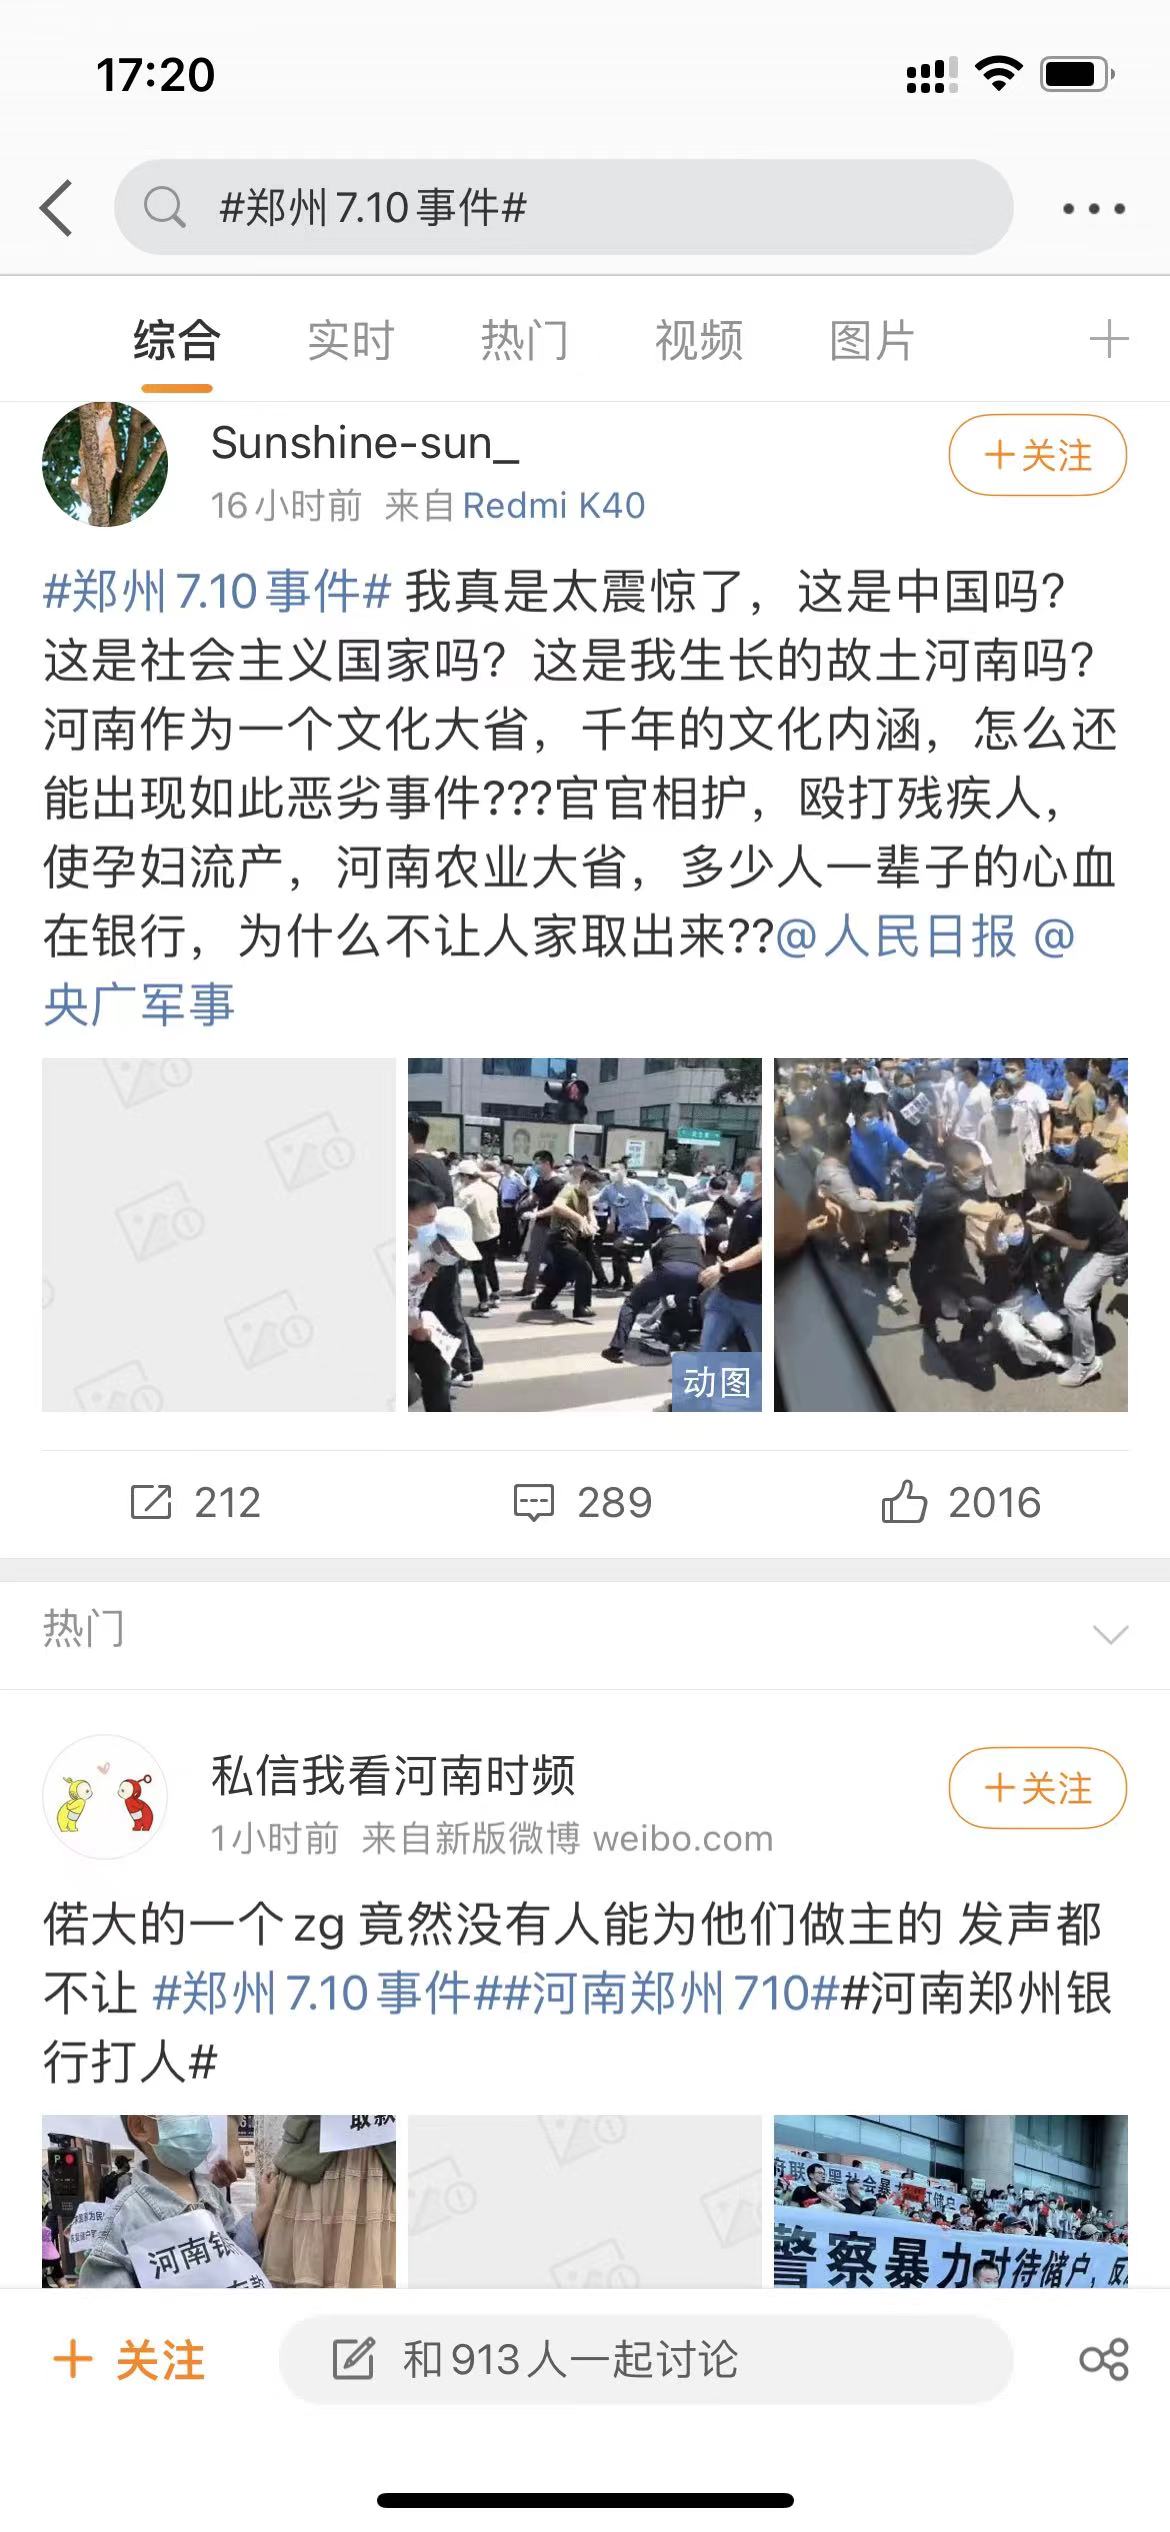 17:20
#郑州7.10事件#
综合 实时 热门 视频 图片
Sunshine-sun_
+关注
16小时前 来自Redmi K40
#郑州7.10事件# 我真是太震惊了，这是中国吗？
这是社会主义国家吗？这是我生长的故土河南吗？
河南作为一个文化大省，千年的文化内涵，怎么还
能出现如此恶劣事件???官官相护，殴打残疾人，
使孕妇流产，河南农业大省，多少人一辈子的心血
在银行，为什么不让人家取出来??@人民日报 @
央广军事
动图
212 289 2016
热门
私信我看河南时频
+关注
1小时前 来自新版微博 weibo.com
偌大的一个zg 竟然没有人能为他们做主的 发声都
不让 #郑州7.10事件##河南郑州710##河南郑州银
行打人#
取款
河南银
黑社会暴
储户
警察暴力对待储户，反
+ 关注
和913人一起讨论